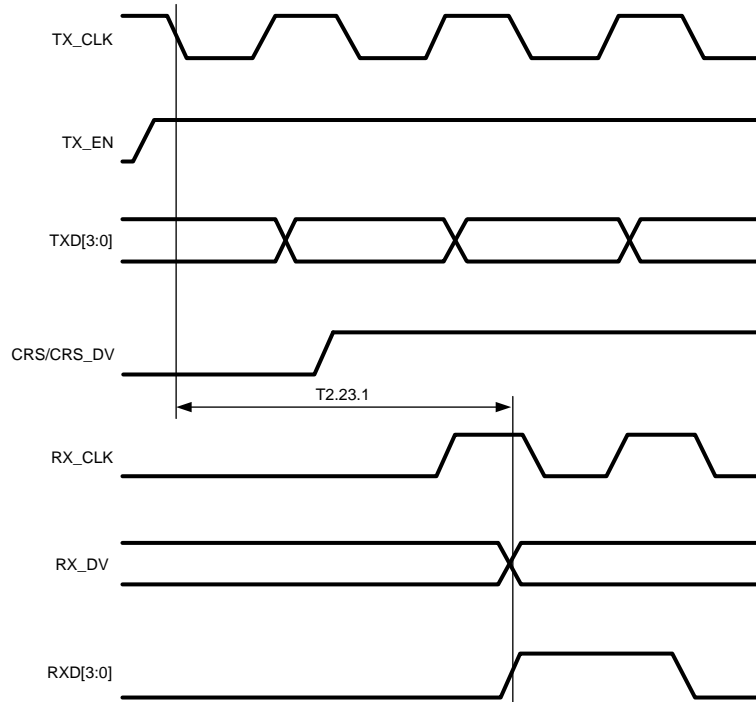 TX_CLK
TX_EN
TXD[3:0]
CRS/CRS_DV
T2.23.1
RX_CLK
RX_DV
RXD[3:0]